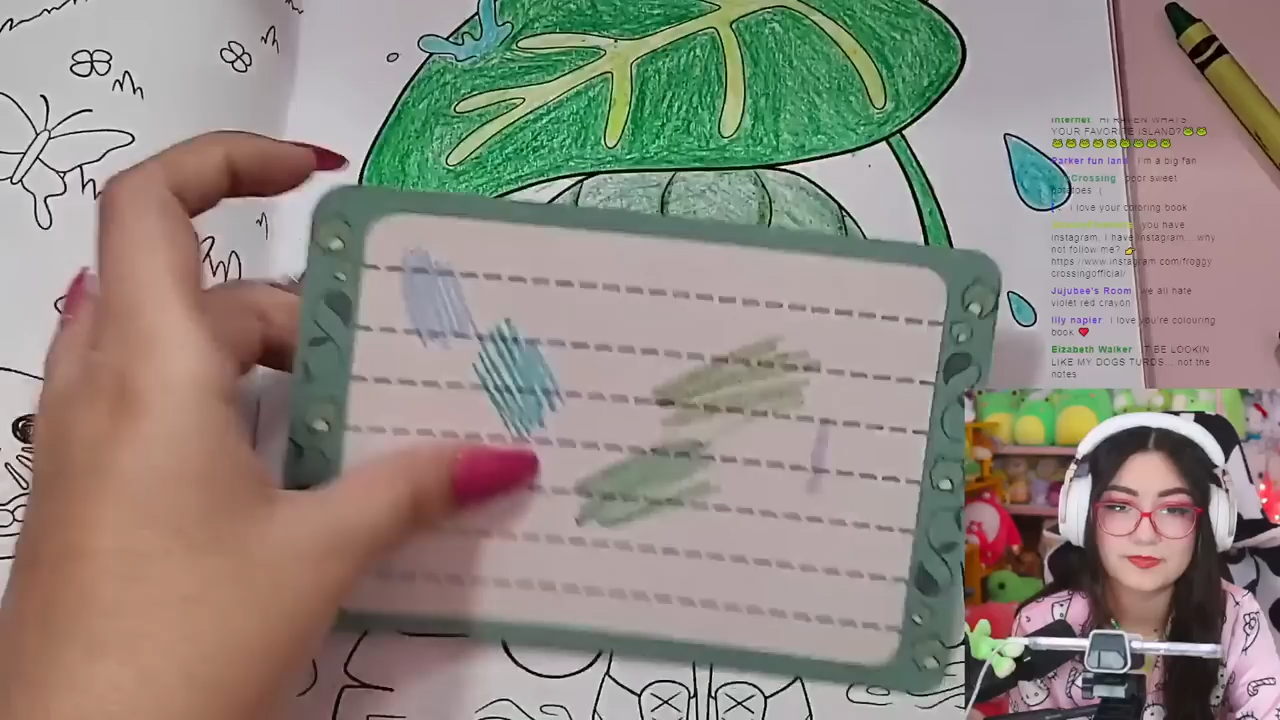 Internet HI RAVEN WHATS
YOUR FAVORITE ISLAND?🐸🐸
🐸🐸🐸🐸🐸🐸🐸🐸🐸
Parker fun land I'm a big fan
Crossing poor sweet
potatoes :(
I love your coloring book
you have
instagram, I have instagram... why
not follow me? 👉
https://www.instagram.com/froggy
crossingofficial/
Jujubee's Room we all hate
violet red crayon
lily napier I love you're colouring
book ❤️
Eizabeth Walker IT BE LOOKIN
LIKE MY DOGS TURDS....not the
notes